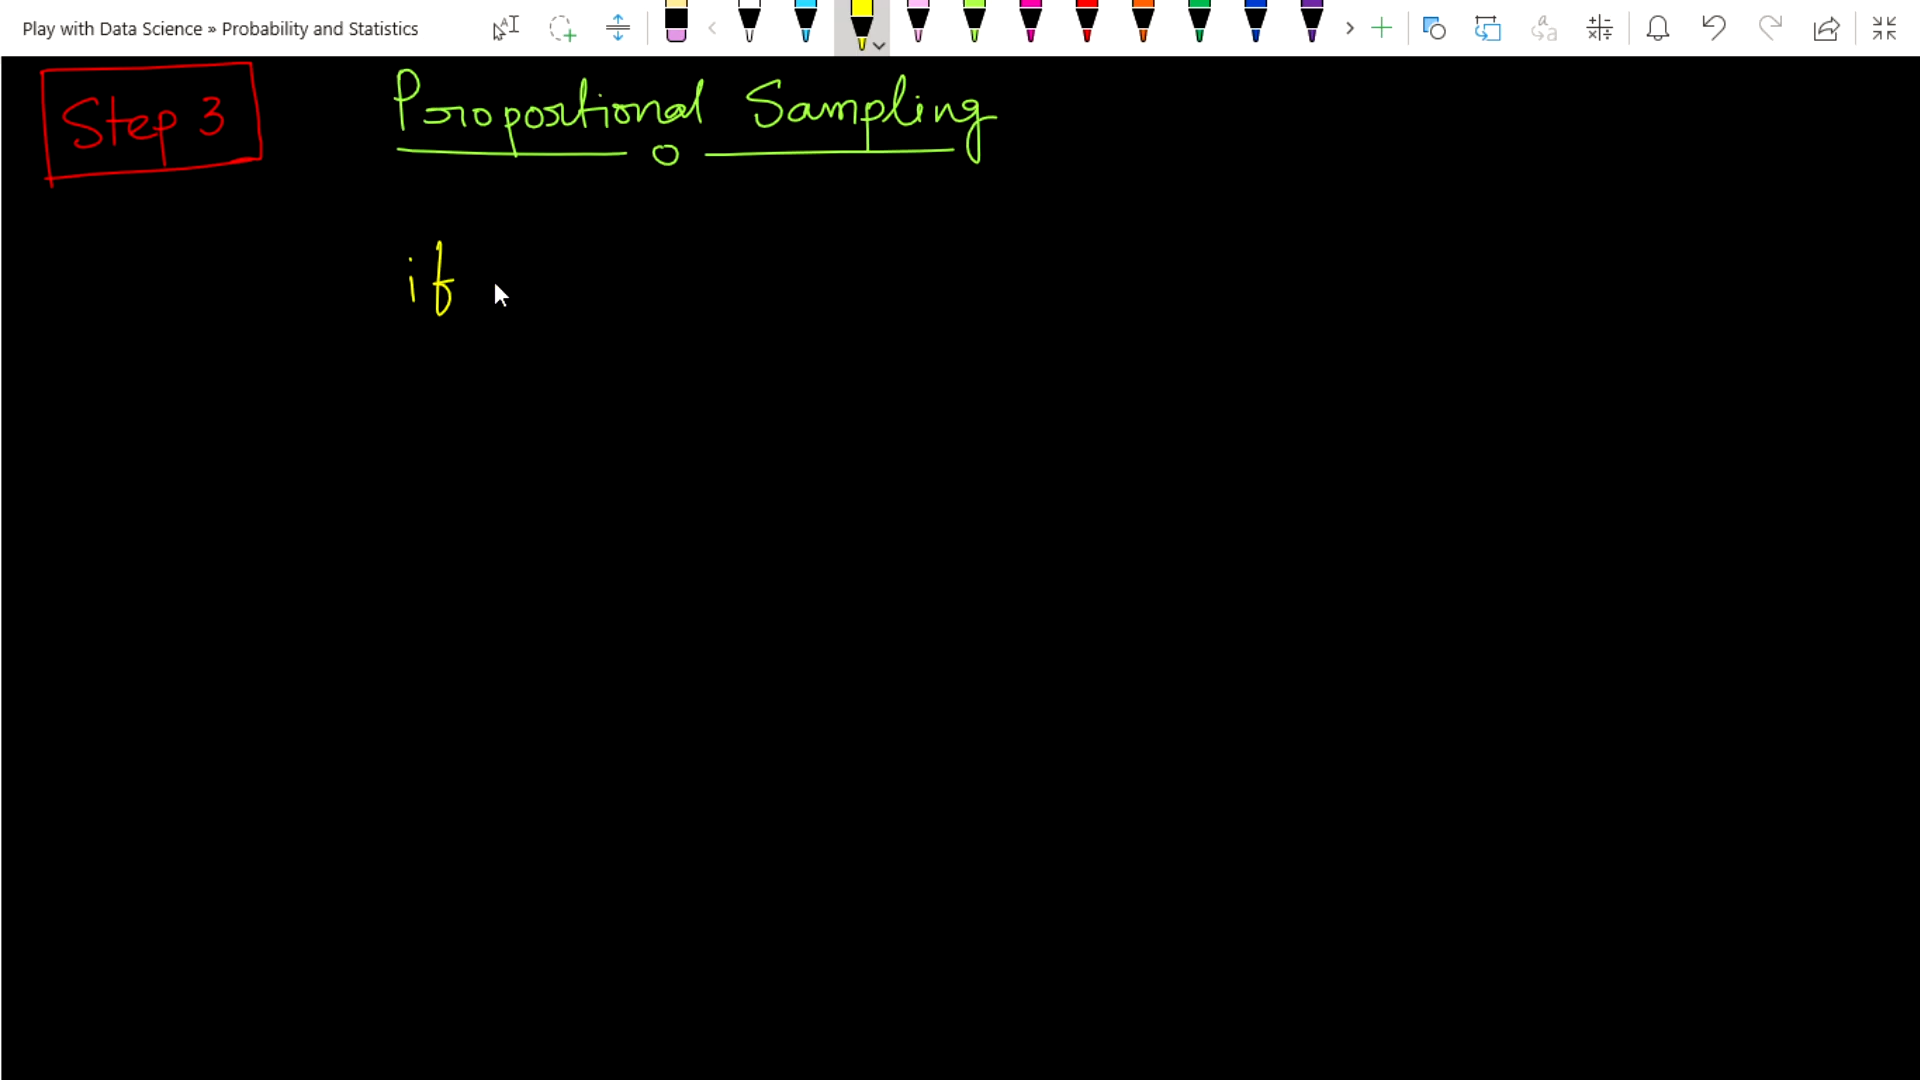 Play with Data Science » Probability and Statistics
Step 3
Proportional Sampling
if